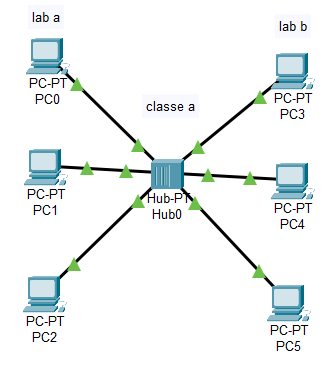 lab a
lab b
PC-PT
PC0
classe a
PC-PT
PC3
PC-PT
PC1
Hub-PT
Hub0
PC-PT
PC4
PC-PT
PC2
PC-PT
PC5